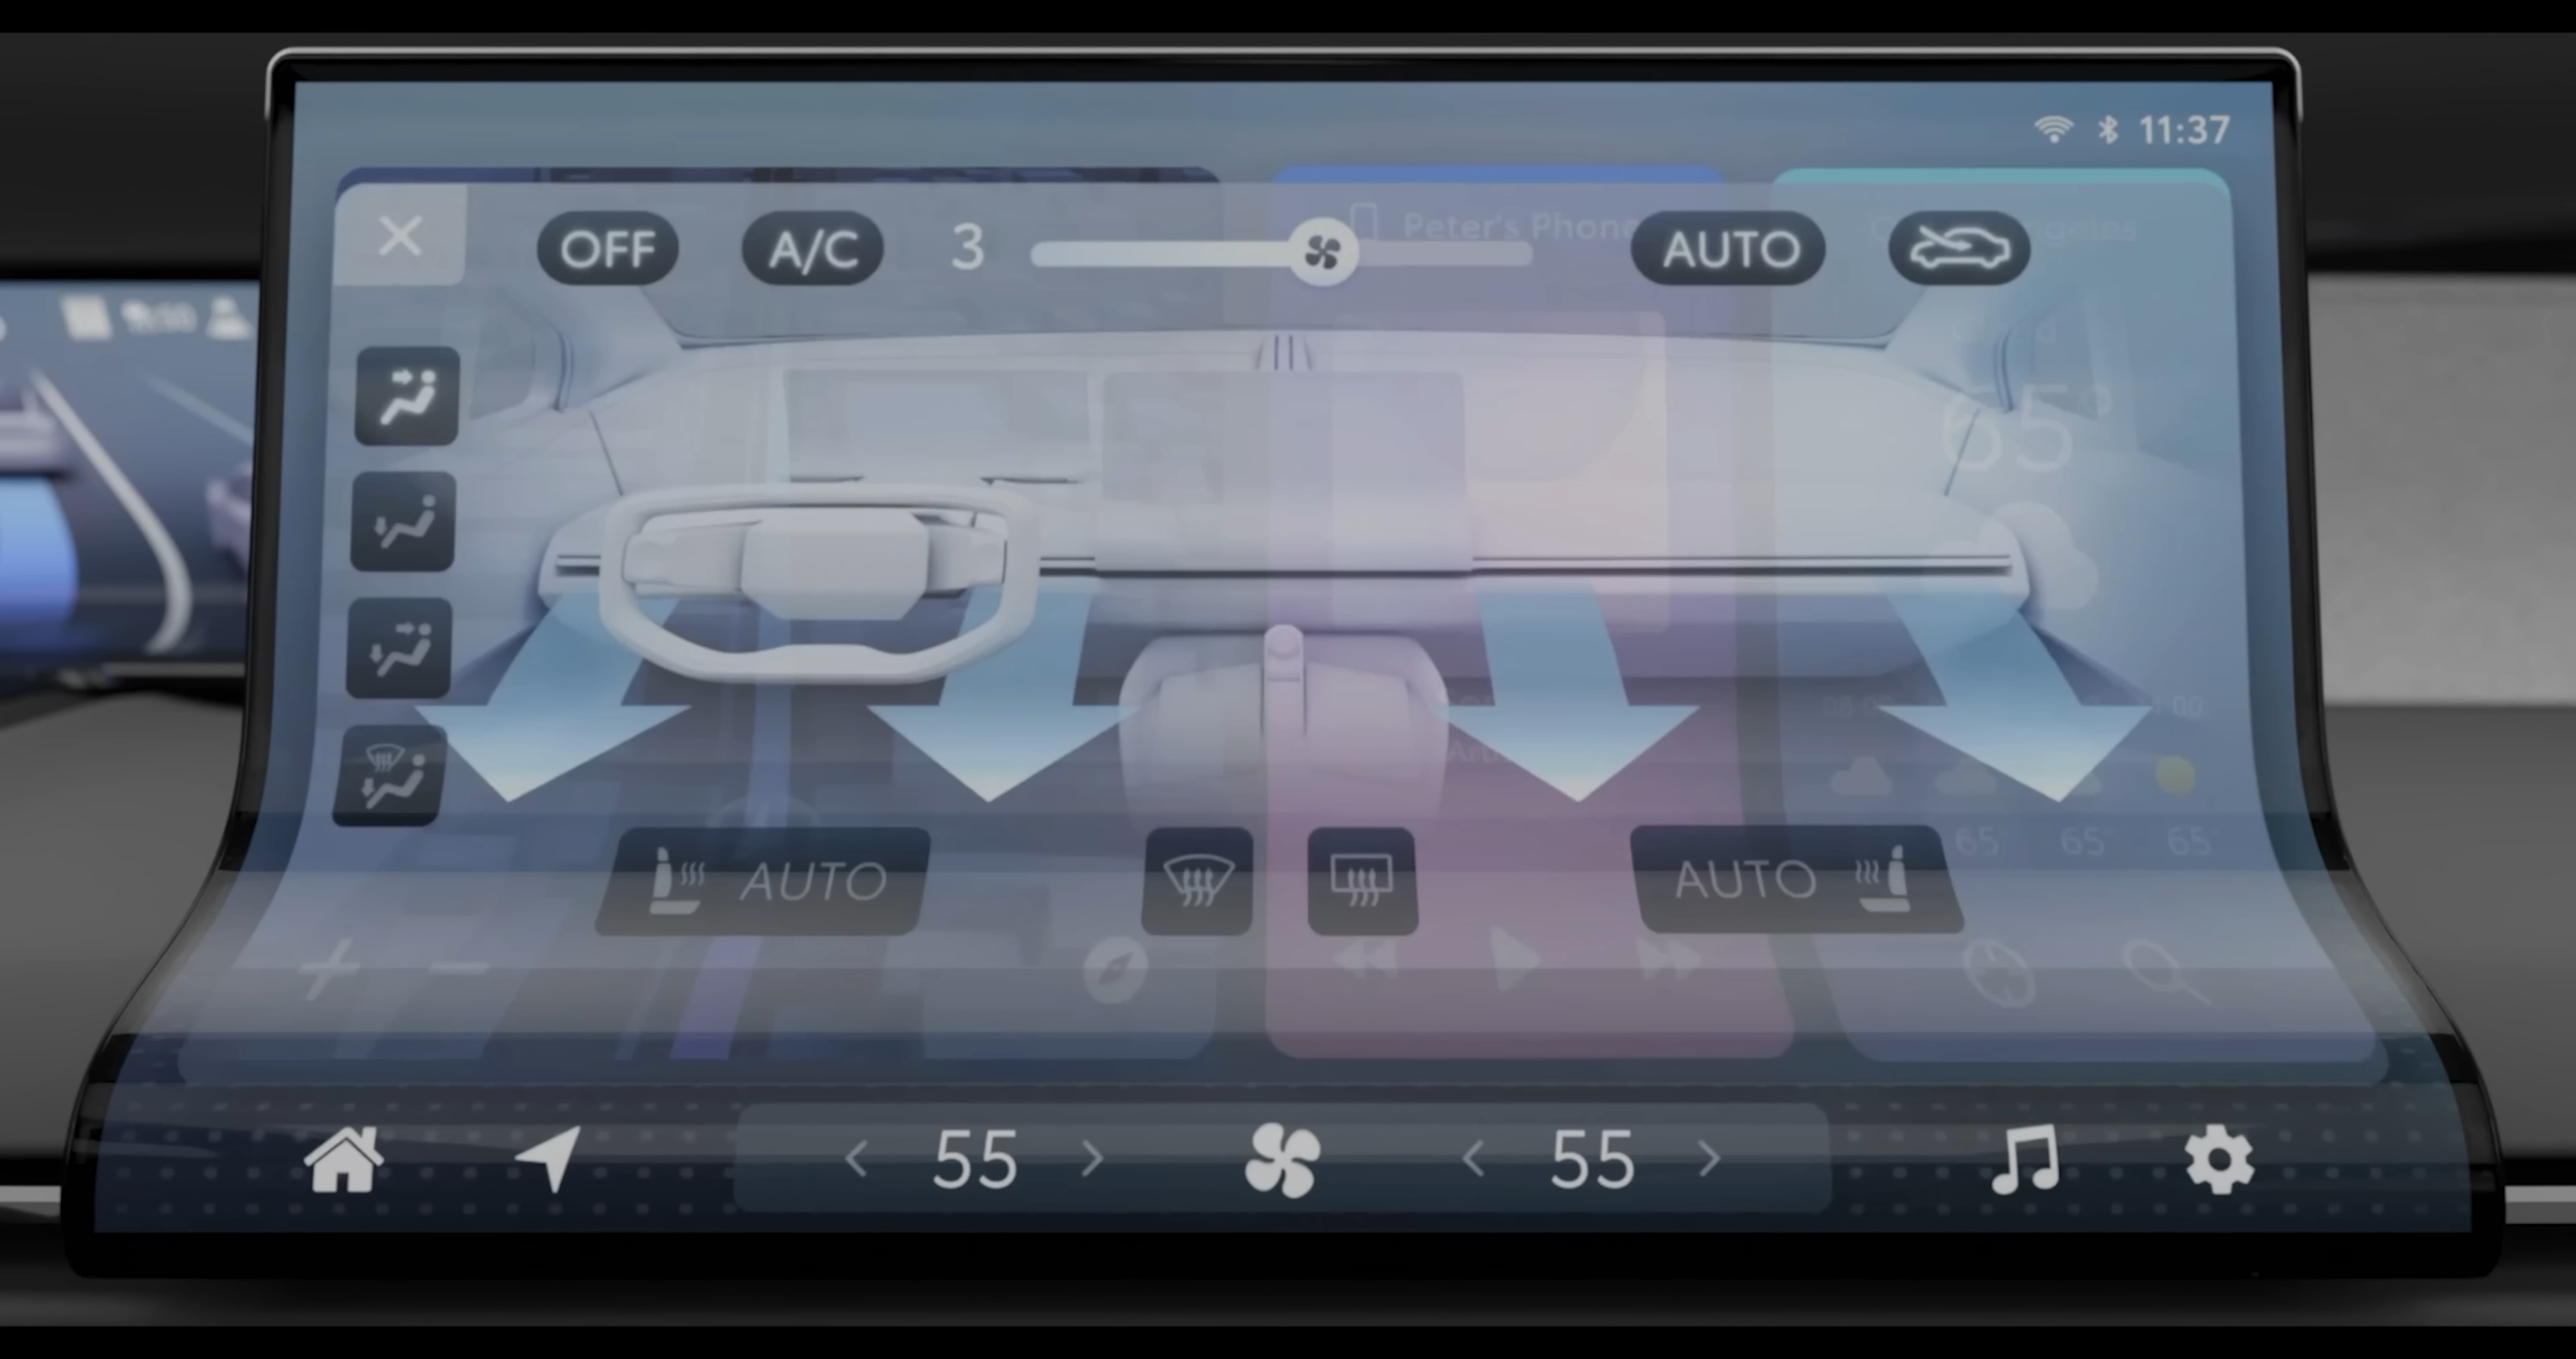 11:37
Peter's Phone
OFF A/C 3 AUTO
65°
65 65° 65°
AUTO AUTO
55 55